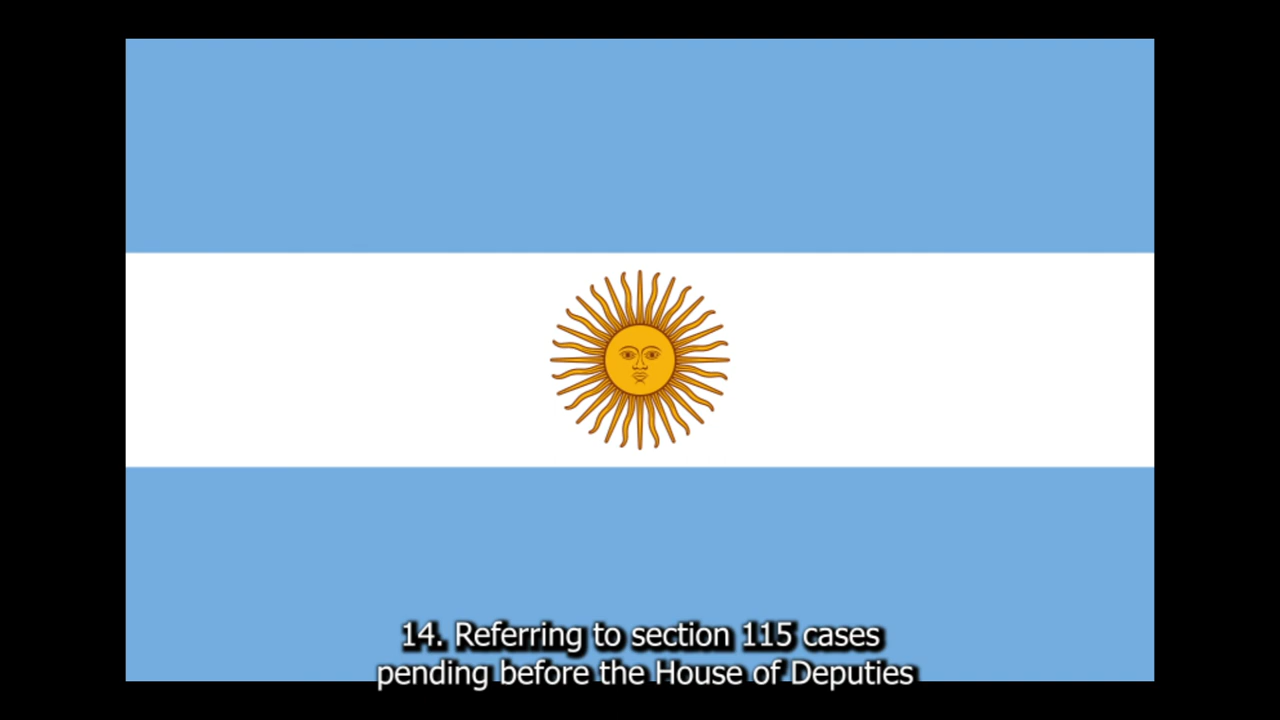 14. Referring to section 115 cases
pending before the House of Deputies